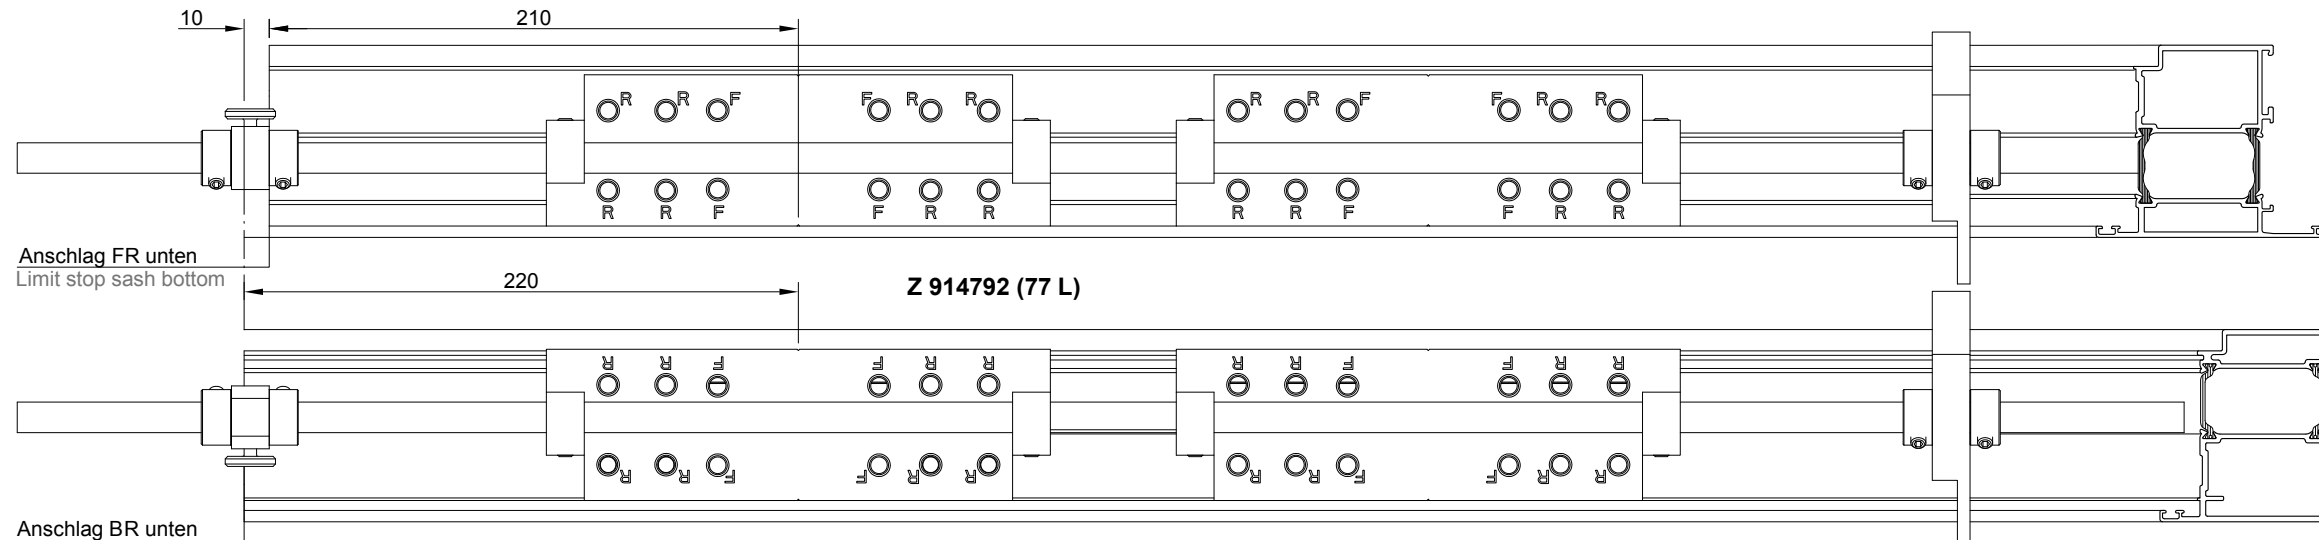 10
210
R R F F R R R R F F R R
R R F F R R R R F F R R
Anschlag FR unten
Limit stop sash bottom
220
Z 914792 (77 L)
R R F F R R R R F F R R
R R F F R R R R F F R R
Anschlag BR unten